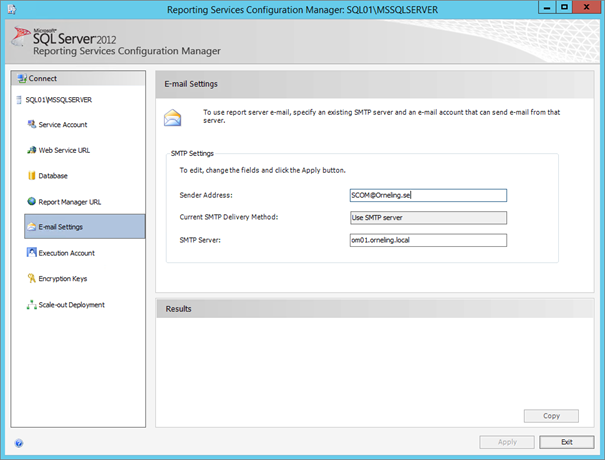 Reporting Services Configuration Manager: SQL01\MSSQLSERVER
Microsoft
SQL Server 2012
Reporting Services Configuration Manager
Connect
SQL01\MSSQLSERVER
Service Account
Web Service URL
Database
Report Manager URL
E-mail Settings
Execution Account
Encryption Keys
Scale-out Deployment
E-mail Settings
To use report server e-mail, specify an existing SMTP server and an e-mail account that can send e-mail from that
server.
SMTP Settings
To edit, change the fields and click the Apply button.
Sender Address: SCOM@Orneling.se
Current SMTP Delivery Method: Use SMTP server
SMTP Server: om01.orneling.local
Results
Copy
Apply Exit